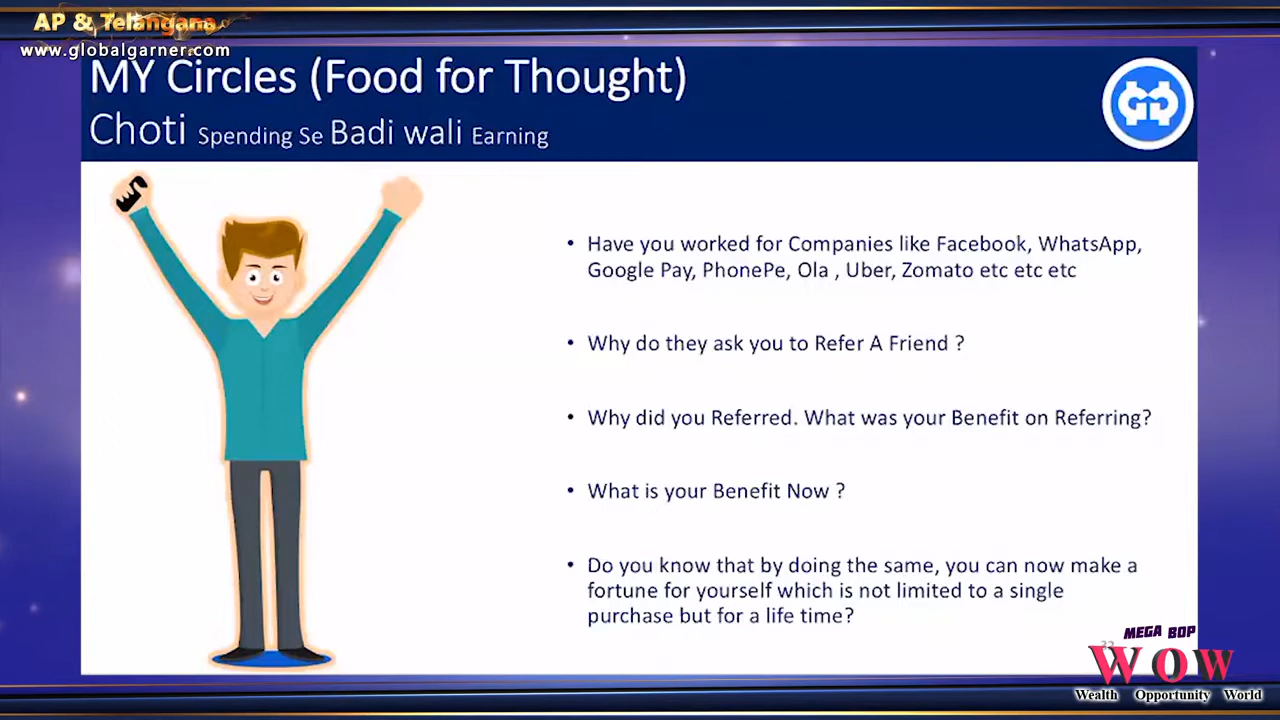 AP & Telangana
www.globalgarner.com
MY Circles (Food for Thought)
Choti Spending Se Badi wali Earning
• Have you worked for Companies like Facebook, WhatsApp,
Google Pay, PhonePe, Ola , Uber, Zomato etc etc etc
• Why do they ask you to Refer A Friend ?
• Why did you Referred. What was your Benefit on Referring?
• What is your Benefit Now ?
• Do you know that by doing the same, you can now make a
fortune for yourself which is not limited to a single
purchase but for a life time?
MEGA BOP
WOW
Wealth Opportunity World